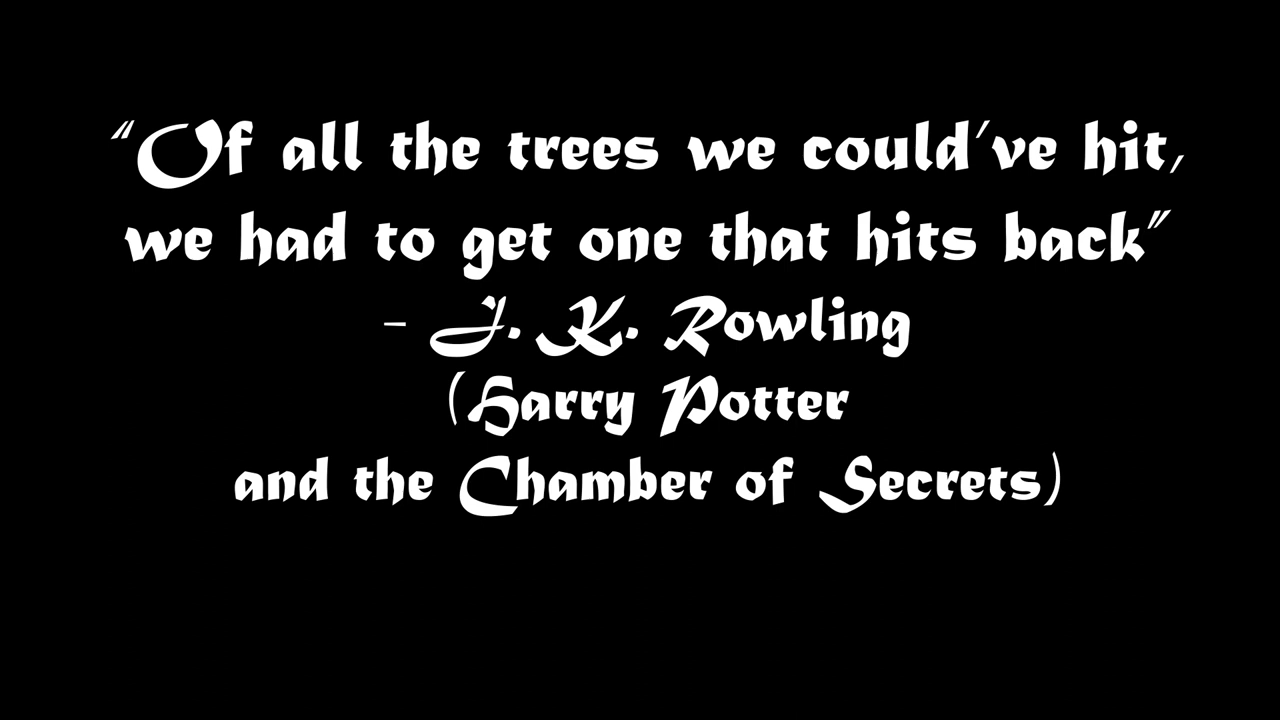 “Of all the trees we could've hit,
we had to get one that hits back”
- J. K. Rowling
(Harry Potter
and the Chamber of Secrets)